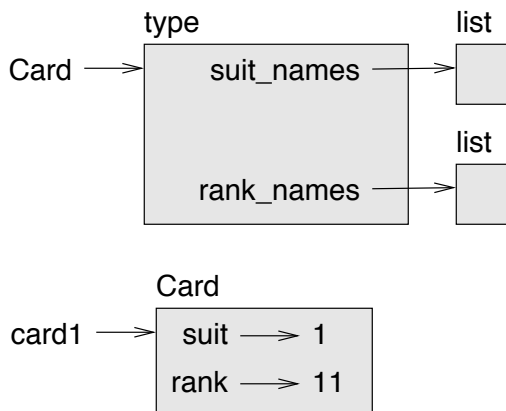 type
list
Card
suit_names
list
rank_names
Card
card1
suit
1
rank
11